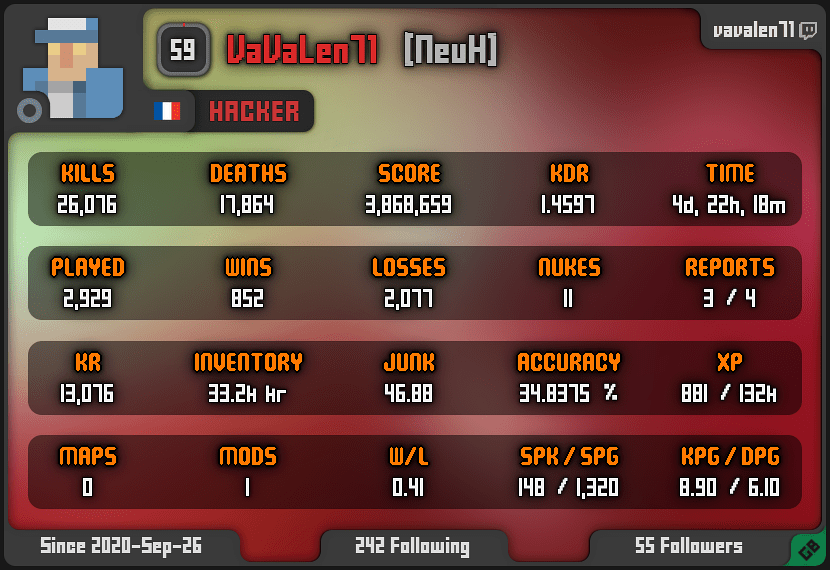 59 VaVaLen71 [NeuH]
vavalen71
HACKER
KILLS DEATHS SCORE KDR TIME
26,076 17,864 3,868,659 1.4597 4d, 22h, 18m
PLAYED WINS LOSSES NUKES REPORTS
2,929 852 2,077 11 3 / 4
KR INVENTORY JUNK ACCURACY XP
13,076 33.2k kr 46.88 34.8375 % 881 / 132k
MAPS MODS W/L SPK / SPG KPG / DPG
0 1 0.41 148 / 1,320 8.90 / 6.10
Since 2020-Sep-26 242 Following 55 Followers
GB